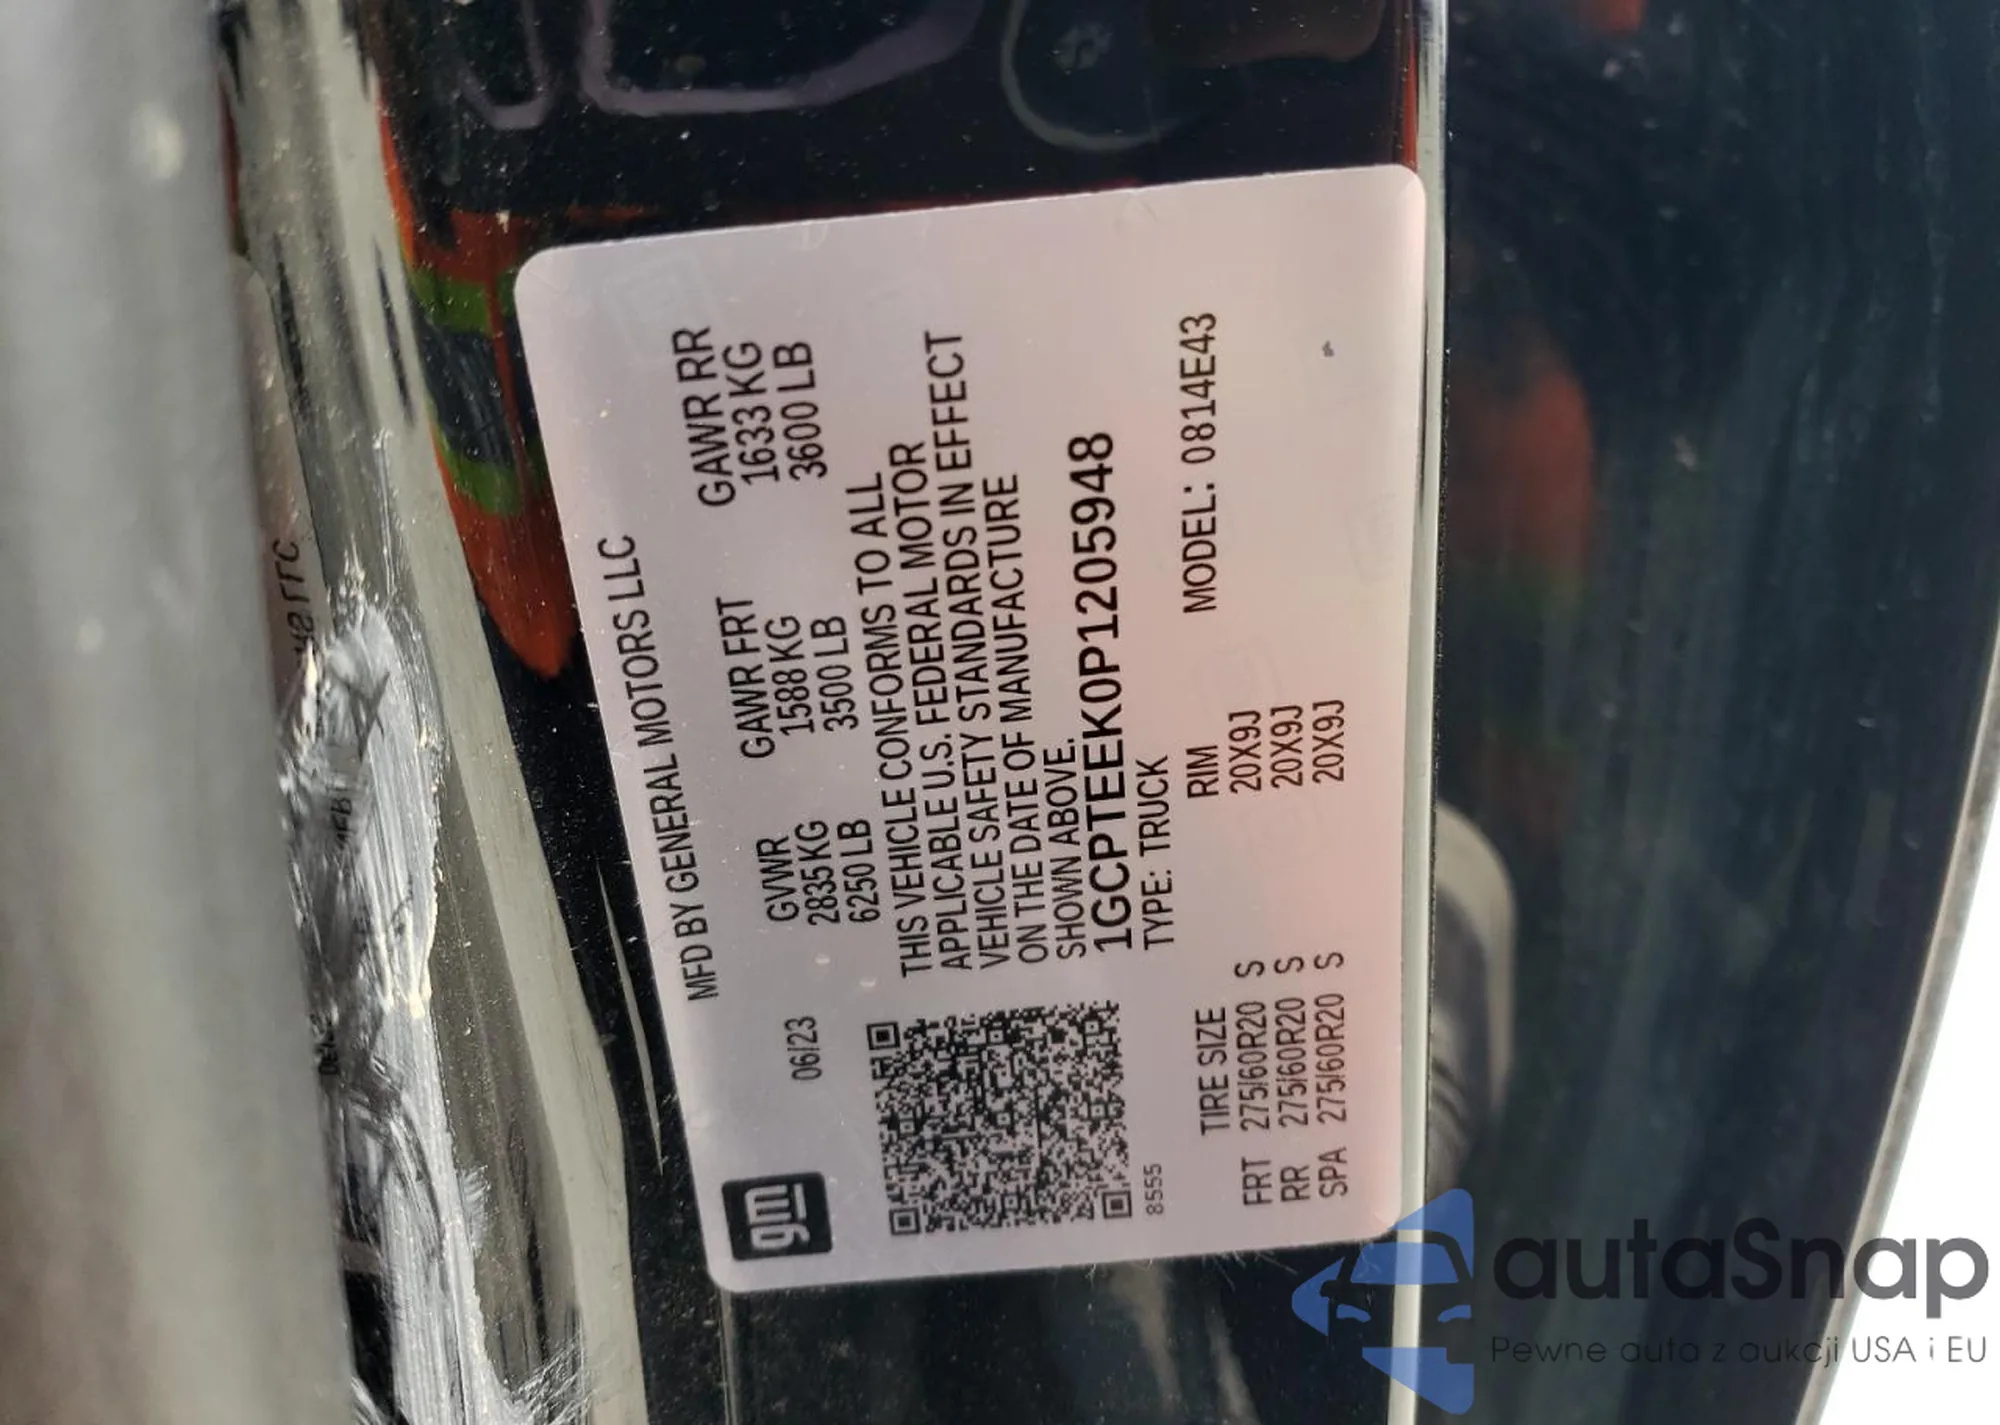 MFD BY GENERAL MOTORS LLC
gm
06/23
GVWR GAWR FRT GAWR RR
2835KG 1588 KG 1633 KG
6250 LB 3500 LB 3600 LB
THIS VEHICLE CONFORMS TO ALL
APPLICABLE U.S. FEDERAL MOTOR
VEHICLE SAFETY STANDARDS IN EFFECT
ON THE DATE OF MANUFACTURE
SHOWN ABOVE.
1GCPTEEK0P1205948
8555
TYPE: TRUCK
MODEL: 0814E43
TIRE SIZE RIM
FRT 275/60R20 S 20X9J
RR 275/60R20 S 20X9J
SPA 275/60R20 S 20X9J
autaSnap
Pewne auta z aukcji USA i EU